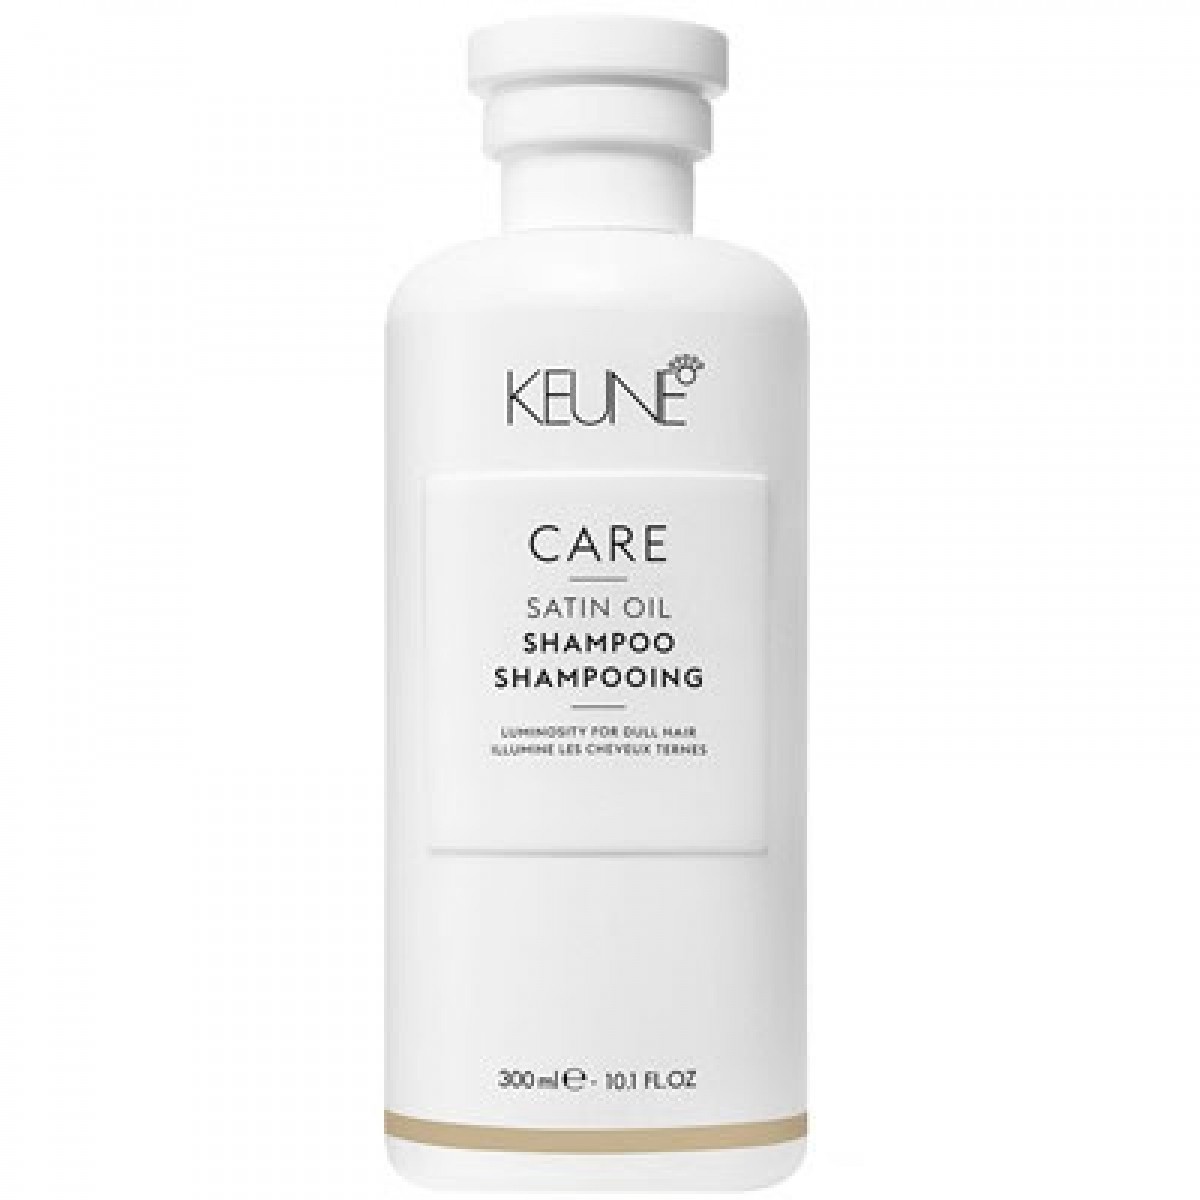 KEUNE
CARE
SATIN OIL
SHAMPOO
SHAMPOOING
LUMINOSITY FOR DULL HAIR
ILLUMINE LES CHEVEUX TERNES
300 ml ℮ - 10.1 FL.OZ